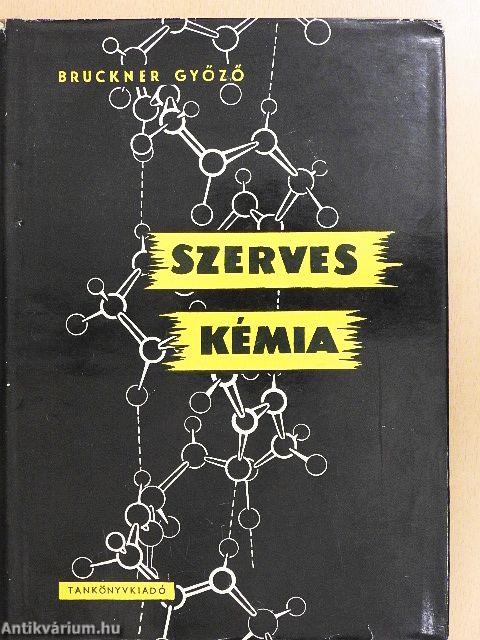 BRUCKNER GYŐZŐ
SZERVES
KÉMIA
TANKÖNYVKIADÓ
Antikvárium.hu